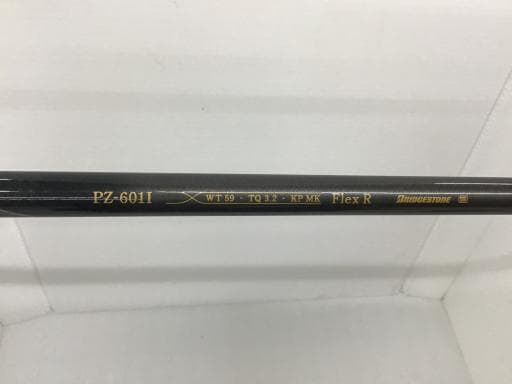 PZ-601I WT 59 · TQ 3.2 · KP MK Flex R BRIDGESTONE